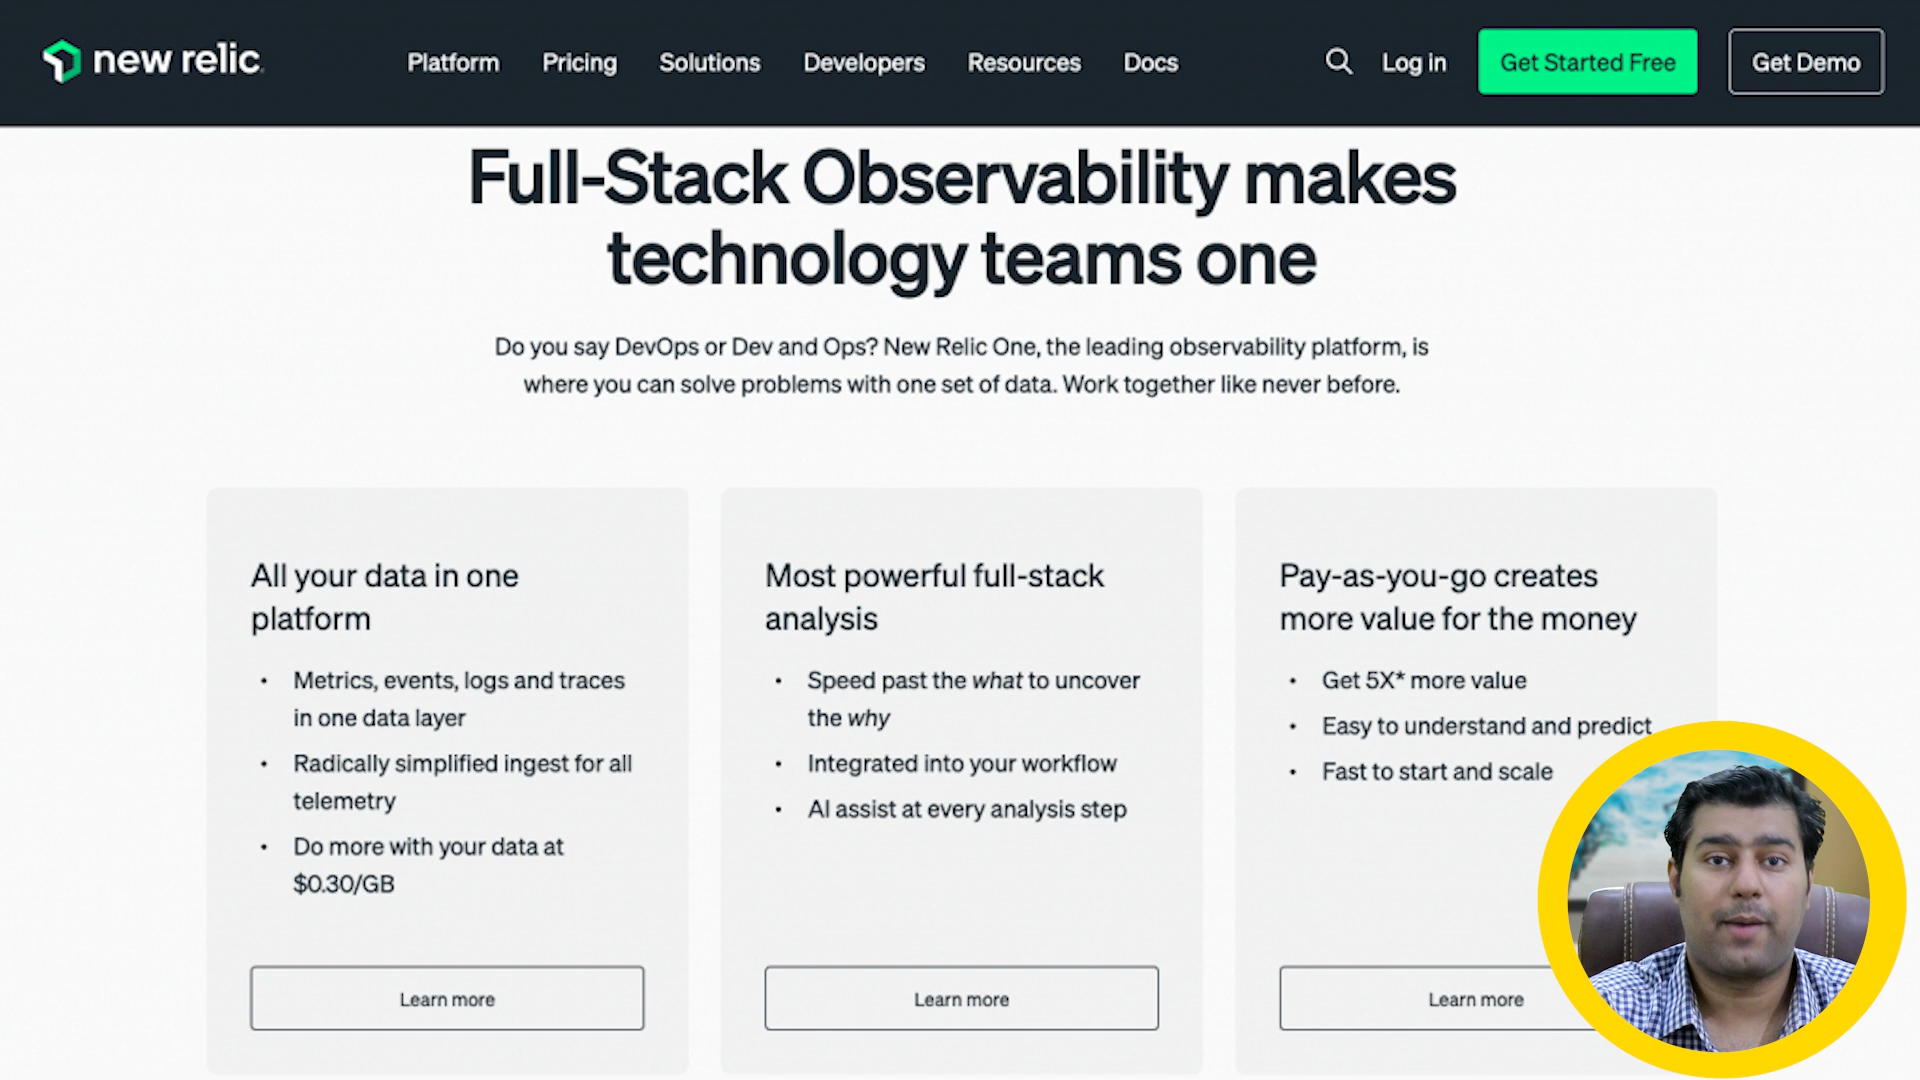 new relic
Platform
Pricing
Solutions
Developers
Resources
Docs
Log in
Get Started Free
Get Demo
Full-Stack Observability makes
technology teams one
Do you say DevOps or Dev and Ops? New Relic One, the leading observability platform, is
where you can solve problems with one set of data. Work together like never before.
All your data in one
platform
• Metrics, events, logs and traces
in one data layer
• Radically simplified ingest for all
telemetry
• Do more with your data at
$0.30/GB
Learn more
Most powerful full-stack
analysis
• Speed past the what to uncover
the why
• Integrated into your workflow
• AI assist at every analysis step
Learn more
Pay-as-you-go creates
more value for the money
• Get 5X* more value
• Easy to understand and predict
• Fast to start and scale
Learn more